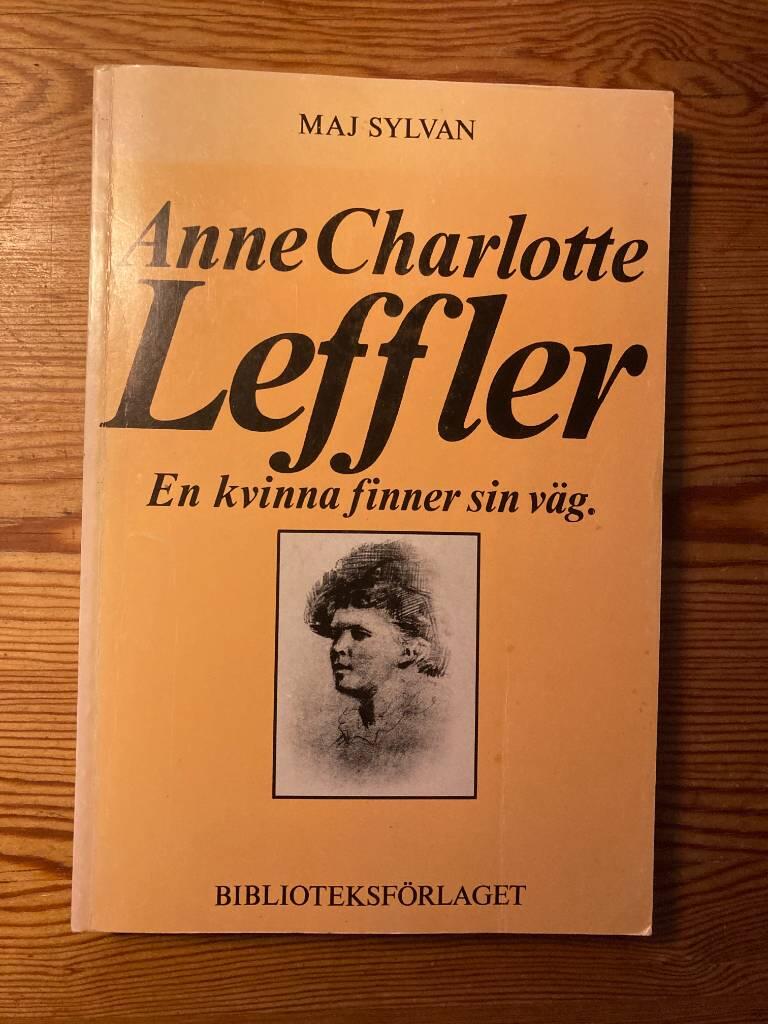 MAJ SYLVAN
Anne Charlotte
Leffler
En kvinna finner sin väg.
BIBLIOTEKSFÖRLAGET